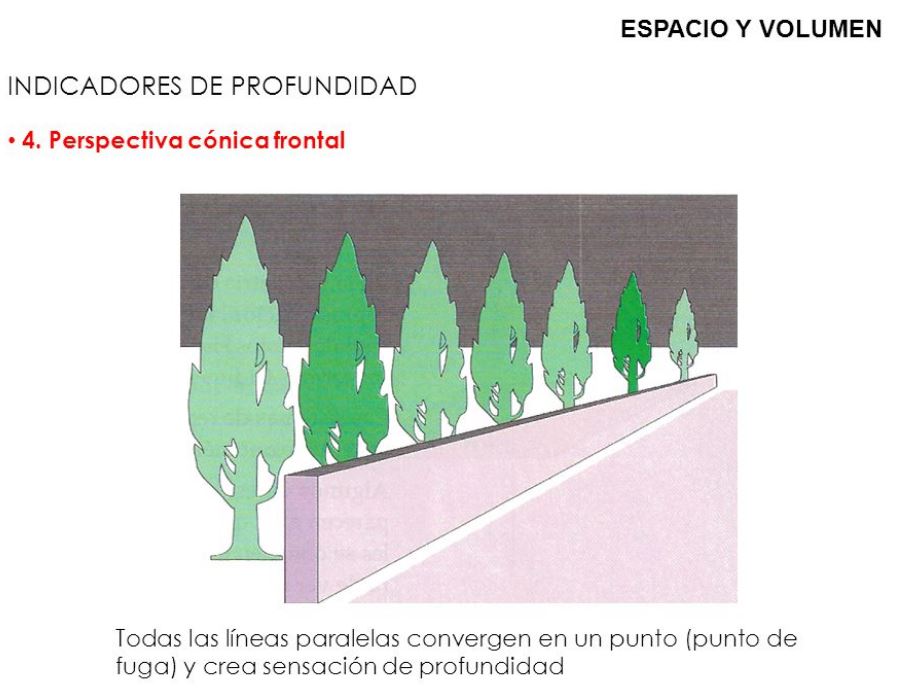 ESPACIO Y VOLUMEN
INDICADORES DE PROFUNDIDAD
• 4. Perspectiva cónica frontal
Todas las líneas paralelas convergen en un punto (punto de
fuga) y crea sensación de profundidad